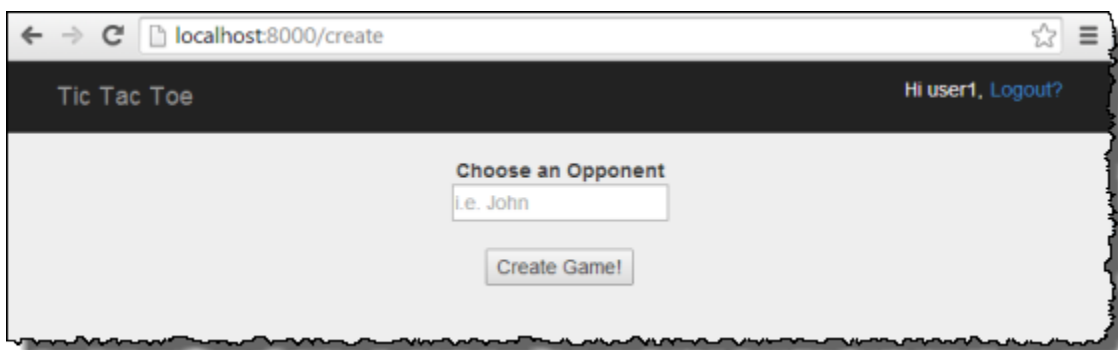 localhost:8000/create
Tic Tac Toe
Hi user1, Logout?
Choose an Opponent
i.e. John
Create Game!